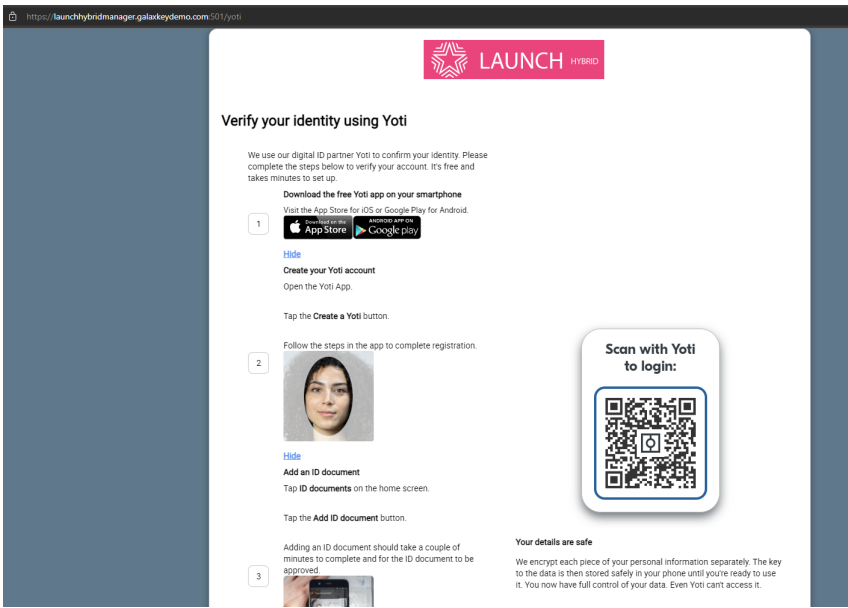 https://launchhybridmanager.galaxkeydemo.com:501/yoti
LAUNCH HYBRID
Verify your identity using Yoti
We use our digital ID partner Yoti to confirm your identity. Please
complete the steps below to verify your account. It's free and
takes minutes to set up.
Download the free Yoti app on your smartphone
Visit the App Store for iOS or Google Play for Android.
1
Download on the
App Store
ANDROID APP ON
Google play
Hide
Create your Yoti account
Open the Yoti App.
Tap the Create a Yoti button.
Follow the steps in the app to complete registration.
2
Hide
Add an ID document
Tap ID documents on the home screen.
Tap the Add ID document button.
Adding an ID document should take a couple of
minutes to complete and for the ID document to be
approved.
3
Scan with Yoti
to login:
Your details are safe
We encrypt each piece of your personal information separately. The key
to the data is then stored safely in your phone until you're ready to use
it. You now have full control of your data. Even Yoti can't access it.